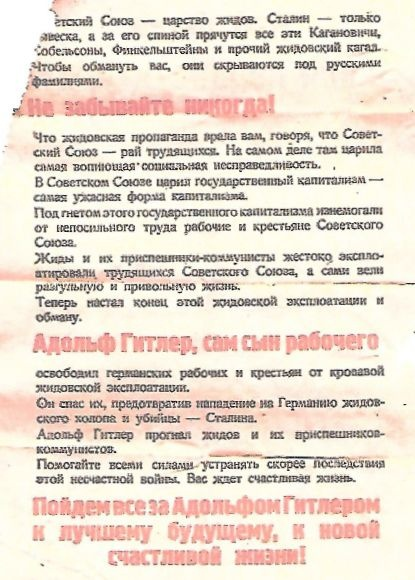 етский Союз — царство жидов. Сталин — только
вывеска, а за его спиной прячутся все эти Кагановичи,
Собельсоны, Финкельштейны и прочий жидовский кагал.
Чтобы обмануть вас, они скрываются под русскими
фамилиями.
Не забывайте никогда!
Что жидовская пропаганда врала вам, говоря, что Совет-
ский Союз — рай трудящихся. На самом деле там царила
самая вопиющая социальная несправедливость.
В Советском Союзе царил государственный капитализм —
самая ужасная форма капитализма.
Под гнетом этого государственного капитализма изнемогали
от непосильного труда рабочие и крестьяне Советского
Союза.
Жиды и их приспешники-коммунисты жестоко экспло-
атировали трудящихся Советского Союза, а сами вели
разгульную и привольную жизнь.
Теперь настал конец этой жидовской эксплоатации и
обману.
Адольф Гитлер, сам сын рабочего
освободил германских рабочих и крестьян от кровавой
жидовской эксплоатации.
Он спас их, предотвратив нападение на Германию жидов-
ского холопа и убийцы — Сталина.
Адольф Гитлер прогнал жидов и их приспешников-
коммунистов.
Помогайте всеми силами устранять скорее последствия
этой несчастной войны. Вас ждет счастливая жизнь.
Пойдем все за Адольфом Гитлером
к лучшему будущему, к новой
счастливой жизни!